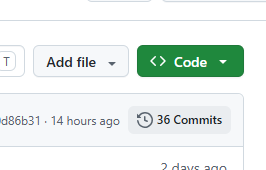 T Add file <> Code
d86b31 · 14 hours ago 36 Commits
2 days ago